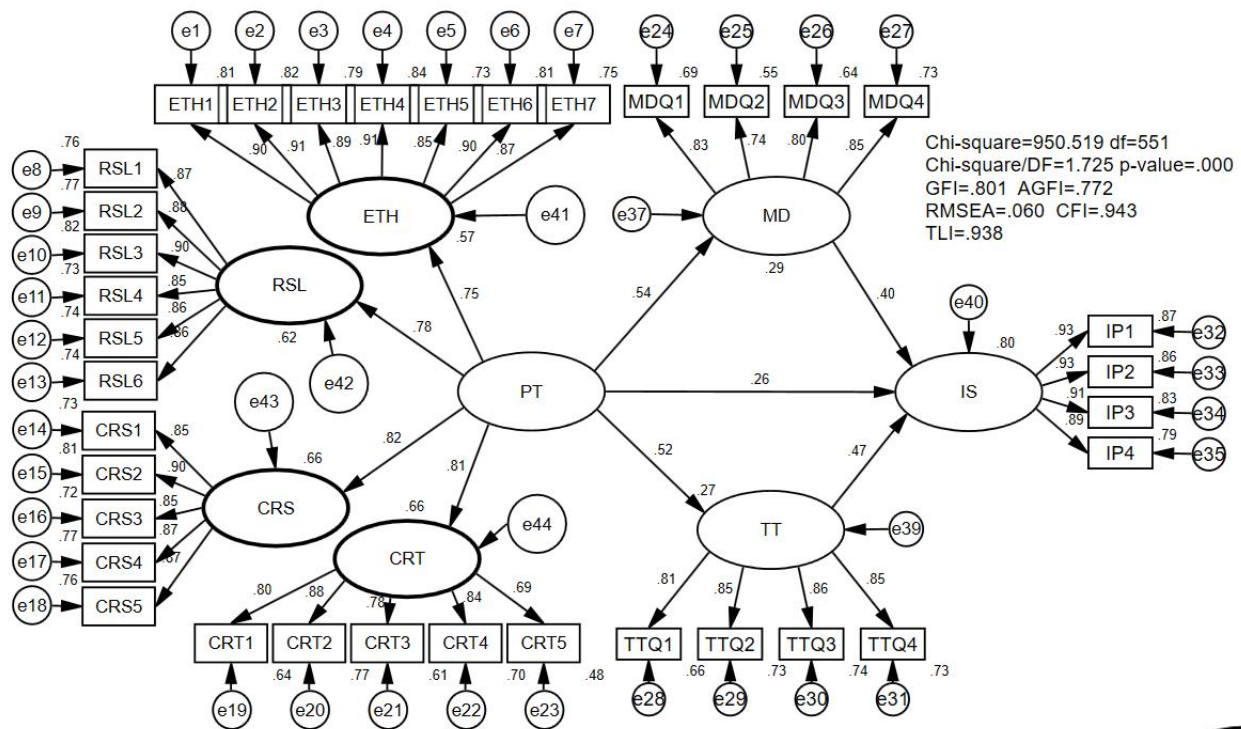 e1 e2 e3 e4 e5 e6 e7
.81 .82 .79 .84 .73 .81 .75
ETH1 ETH2 ETH3 ETH4 ETH5 ETH6 ETH7
.90 .91 .89 .91 .85 .90 .87
ETH
.57
e41
e24 e25 e26 e27
.69 .55 .64 .73
MDQ1 MDQ2 MDQ3 MDQ4
.83 .74 .80 .85
e37
MD
.29
Chi-square=950.519 df=551
Chi-square/DF=1.725 p-value=.000
GFI=.801 AGFI=.772
RMSEA=.060 CFI=.943
TLI=.938
.76
e8 RSL1 .87
.77
e9 RSL2 .88
.82
e10 RSL3 .90
.73
e11 RSL4 .85
.74
e12 RSL5 .86
.74
e13 RSL6 .86
RSL
.62
e42
.75
.78
.54
.40
PT
.26
.82
.81
.52
.47
e40
.80
IS
.93 IP1 .87 e32
.93 IP2 .86 e33
.91 IP3 .83 e34
.89 IP4 .79 e35
.73
e14 CRS1 .85
.81
e15 CRS2 .90
.72
e16 CRS3 .85
.77
e17 CRS4 .87
.76
e18 CRS5 .87
e43
.66
CRS
.66
CRT
e44
.80 .88 .78 .84 .69
CRT1 CRT2 CRT3 CRT4 CRT5
.64 .77 .61 .70 .48
e19 e20 e21 e22 e23
.27
TT
e39
.81 .85 .86 .85
TTQ1 TTQ2 TTQ3 TTQ4
.66 .73 .74 .73
e28 e29 e30 e31